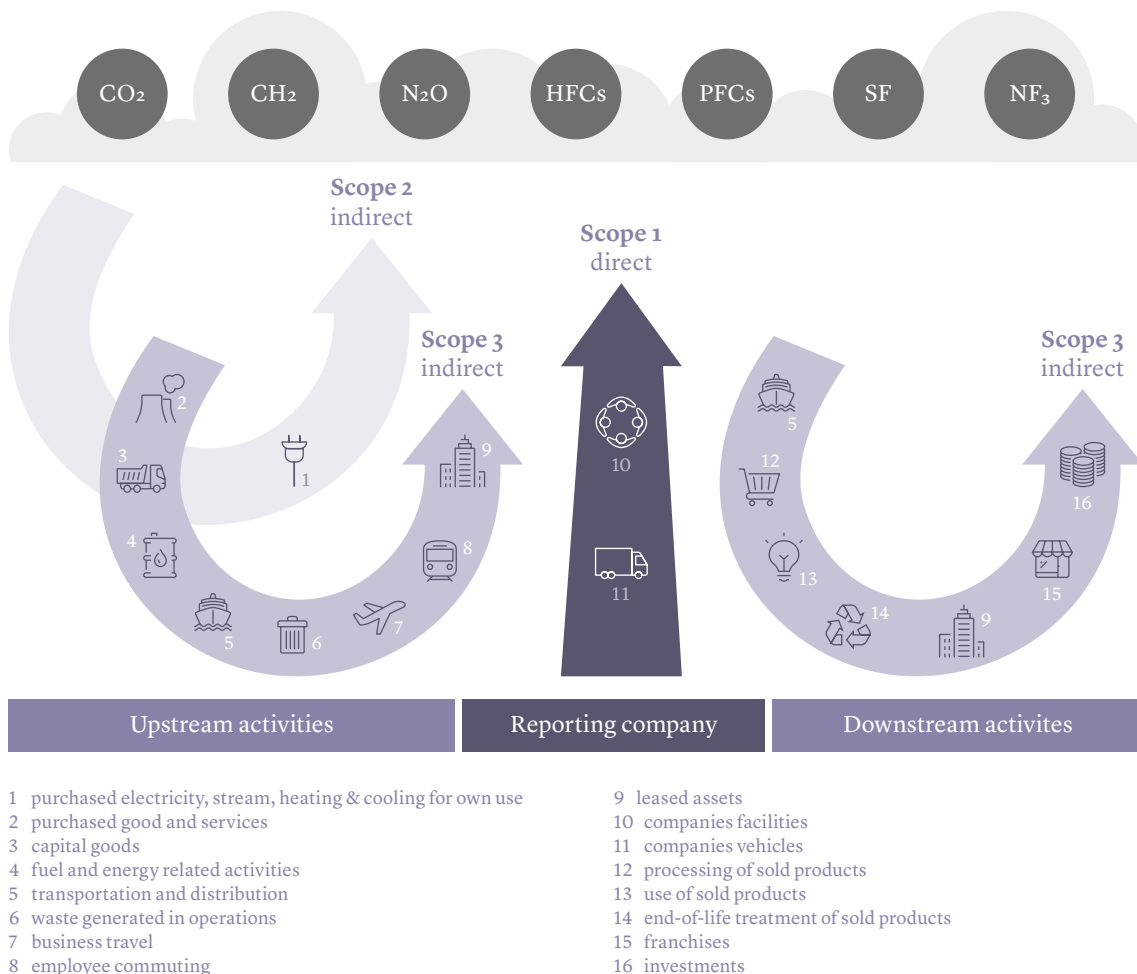 CO2 CH2 N2O HFCs PFCs SF NF3
Scope 2
indirect
Scope 1
direct
Scope 3
indirect
Scope 3
indirect
2
3
1
9
4
8
5
6
7
10
11
5
12
13
14
9
15
16
Upstream activities
Reporting company
Downstream activites
1 purchased electricity, stream, heating & cooling for own use
2 purchased good and services
3 capital goods
4 fuel and energy related activities
5 transportation and distribution
6 waste generated in operations
7 business travel
8 employee commuting
9 leased assets
10 companies facilities
11 companies vehicles
12 processing of sold products
13 use of sold products
14 end-of-life treatment of sold products
15 franchises
16 investments